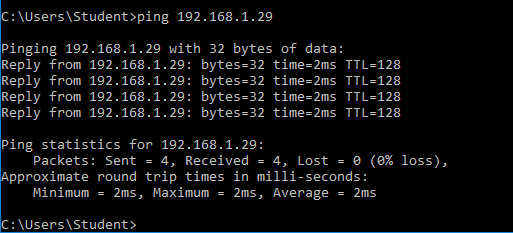 C:\Users\Student>ping 192.168.1.29
Pinging 192.168.1.29 with 32 bytes of data:
Reply from 192.168.1.29: bytes=32 time=2ms TTL=128
Reply from 192.168.1.29: bytes=32 time=2ms TTL=128
Reply from 192.168.1.29: bytes=32 time=2ms TTL=128
Reply from 192.168.1.29: bytes=32 time=2ms TTL=128
Ping statistics for 192.168.1.29:
    Packets: Sent = 4, Received = 4, Lost = 0 (0% loss),
Approximate round trip times in milli-seconds:
    Minimum = 2ms, Maximum = 2ms, Average = 2ms
C:\Users\Student>